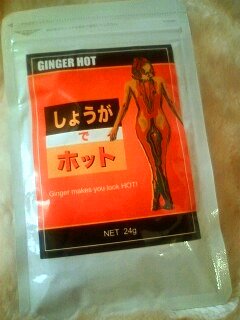 GINGER HOT
しょうが
で
ホット
Ginger makes you look HOT!
NET 24g